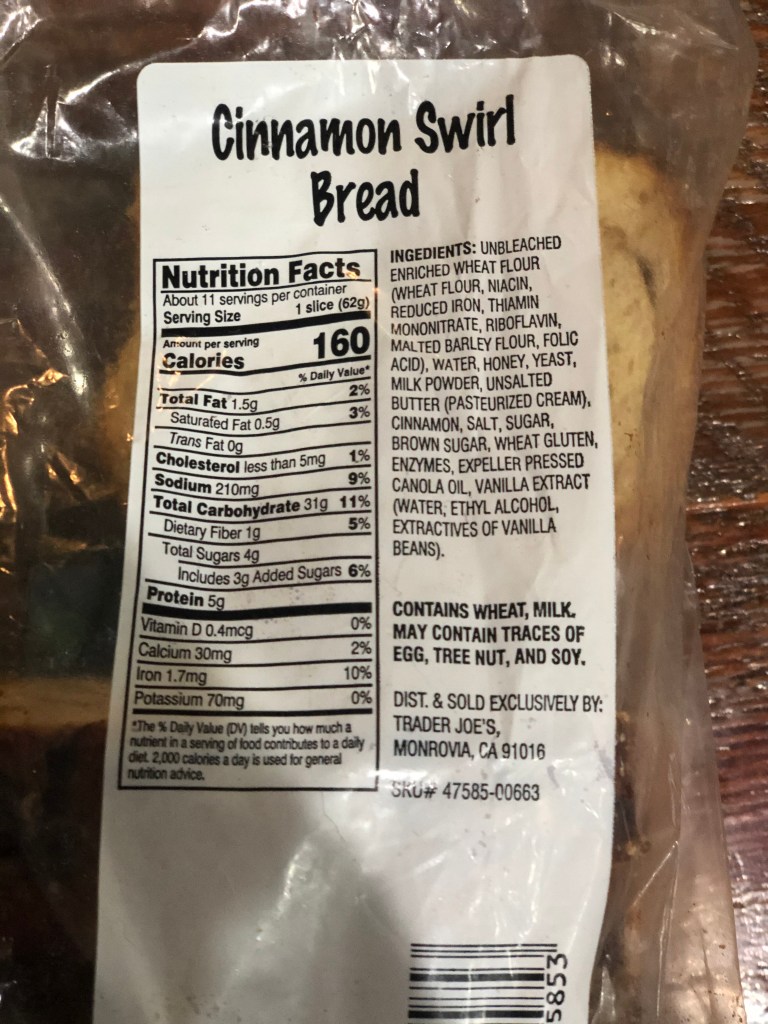 Cinnamon Swirl
Bread
Nutrition Facts
About 11 servings per container
Serving Size 1 slice (62g)
Amount per serving
Calories 160
% Daily Value*
Total Fat 1.5g 2%
Saturated Fat 0.5g 3%
Trans Fat 0g
Cholesterol less than 5mg 1%
Sodium 210mg 9%
Total Carbohydrate 31g 11%
Dietary Fiber 1g 5%
Total Sugars 4g
Includes 3g Added Sugars 6%
Protein 5g
Vitamin D 0.4mcg 0%
Calcium 30mg 2%
Iron 1.7mg 10%
Potassium 70mg 0%
*The % Daily Value (DV) tells you how much a
nutrient in a serving of food contributes to a daily
diet. 2,000 calories a day is used for general
nutrition advice.
INGEDIENTS: UNBLEACHED
ENRICHED WHEAT FLOUR
(WHEAT FLOUR, NIACIN,
REDUCED IRON, THIAMIN
MONONITRATE, RIBOFLAVIN,
MALTED BARLEY FLOUR, FOLIC
ACID), WATER, HONEY, YEAST,
MILK POWDER, UNSALTED
BUTTER (PASTEURIZED CREAM),
CINNAMON, SALT, SUGAR,
BROWN SUGAR, WHEAT GLUTEN,
ENZYMES, EXPELLER PRESSED
CANOLA OIL, VANILLA EXTRACT
(WATER, ETHYL ALCOHOL,
EXTRACTIVES OF VANILLA
BEANS).
CONTAINS WHEAT, MILK.
MAY CONTAIN TRACES OF
EGG, TREE NUT, AND SOY.
DIST. & SOLD EXCLUSIVELY BY:
TRADER JOE'S,
MONROVIA, CA 91016
SKU# 47585-00663
5853